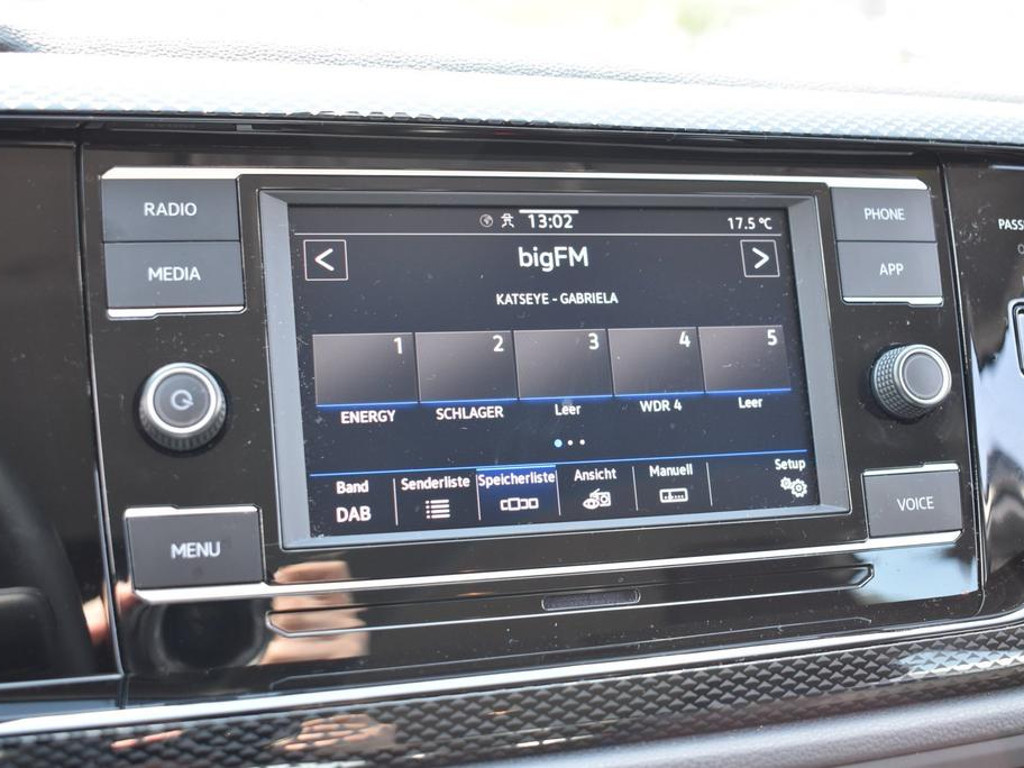 RADIO
MEDIA
MENU
13:02
17.5 °C
<
bigFM
>
KATSEYE - GABRIELA
1
2
3
4
5
ENERGY
SCHLAGER
Leer
WDR 4
Leer
Band
DAB
Senderliste
Speicherliste
Ansicht
Manuell
Setup
PHONE
APP
VOICE